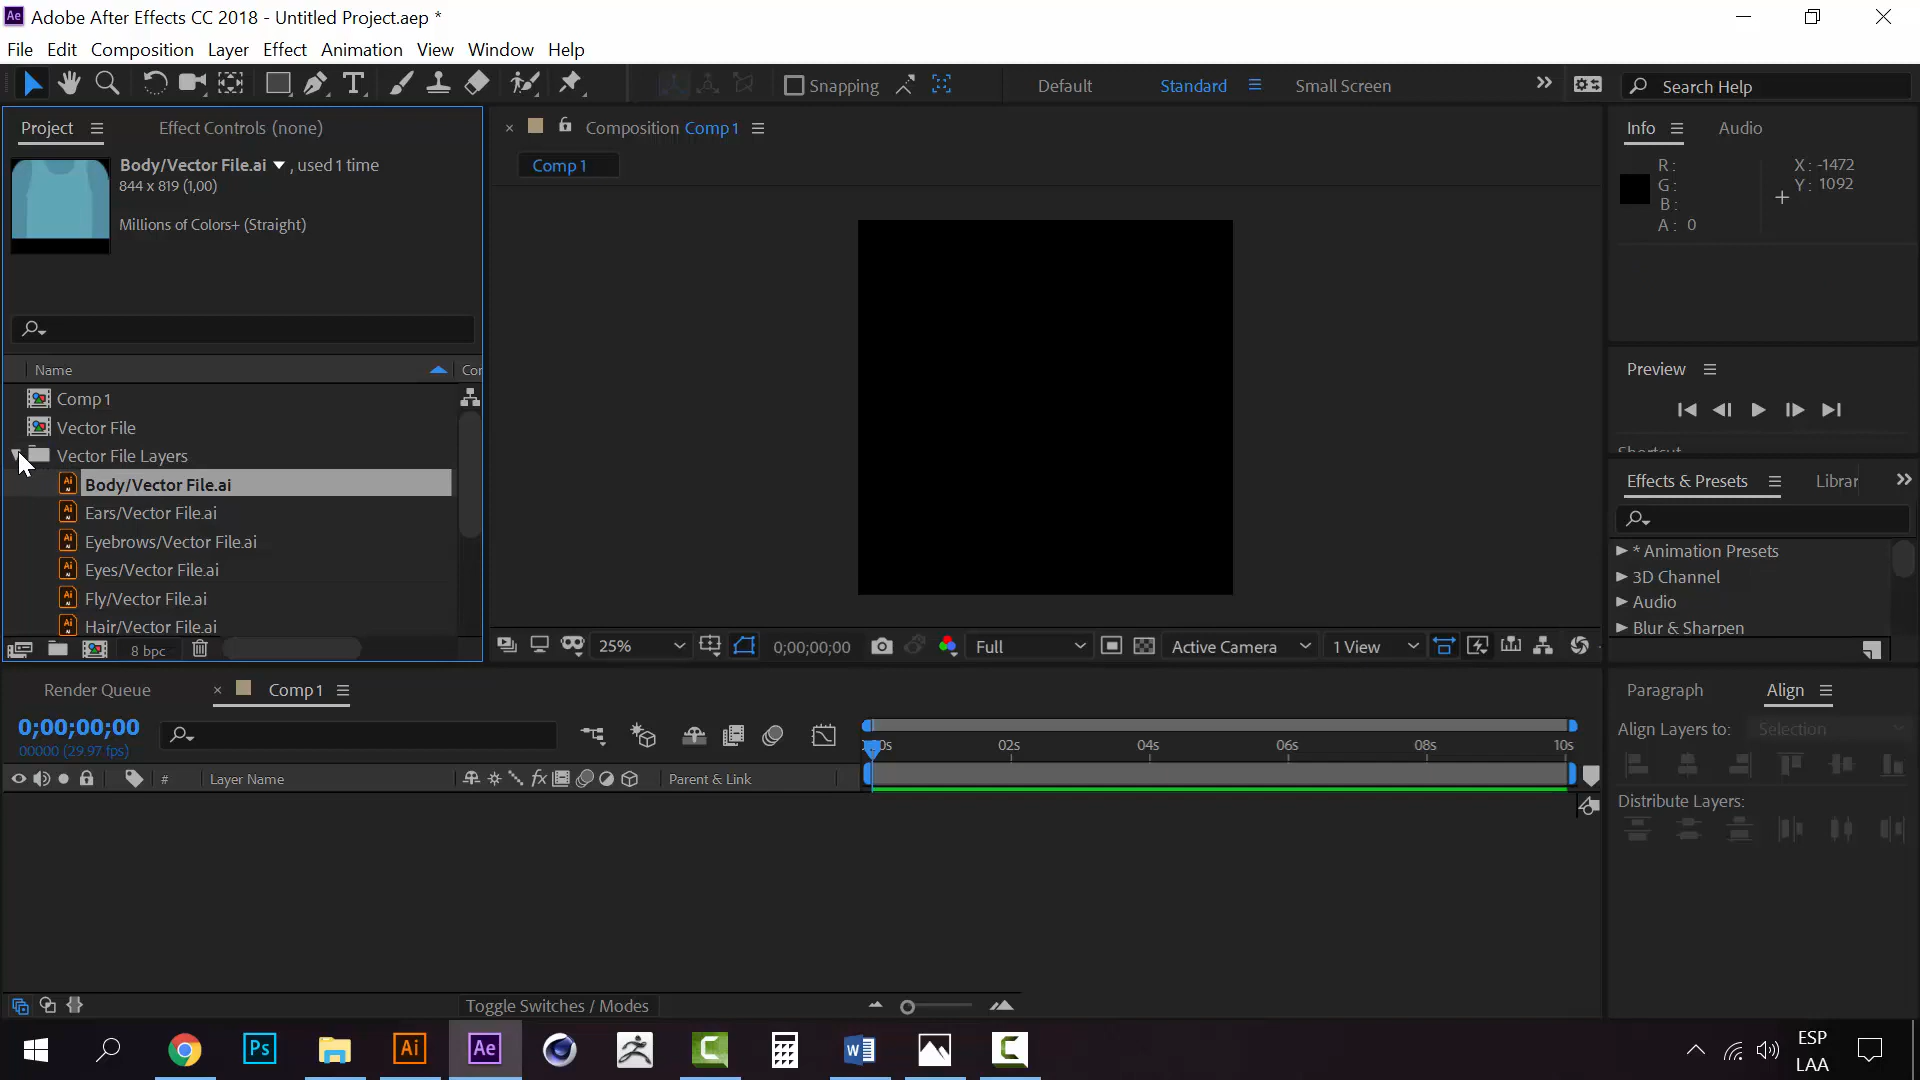 Ae Adobe After Effects CC 2018 - Untitled Project.aep *
File Edit Composition Layer Effect Animation View Window Help
Snapping Default Standard Small Screen Search Help
Project Effect Controls (none)
Composition Comp 1
Info Audio
Body/Vector File.ai , used 1 time
844 x 819 (1,00)
Millions of Colors+ (Straight)
Comp 1
R :
G :
B :
A : 0
X : -1472
Y : 1092
Name Cor
Comp 1
Vector File
Vector File Layers
Body/Vector File.ai
Ears/Vector File.ai
Eyebrows/Vector File.ai
Eyes/Vector File.ai
Fly/Vector File.ai
Hair/Vector File.ai
8 bpc
Preview
Effects & Presets Librar
* Animation Presets
3D Channel
Audio
Blur & Sharpen
25% 0;00;00;00 Full Active Camera 1 View
Render Queue Comp 1
0;00;00;00
00000 (29.97 fps)
02s 04s 06s 08s 10s
# Layer Name fx Parent & Link
Paragraph Align
Align Layers to: Selection
Distribute Layers:
Toggle Switches / Modes
Ps Ai Ae
ESP
LAA